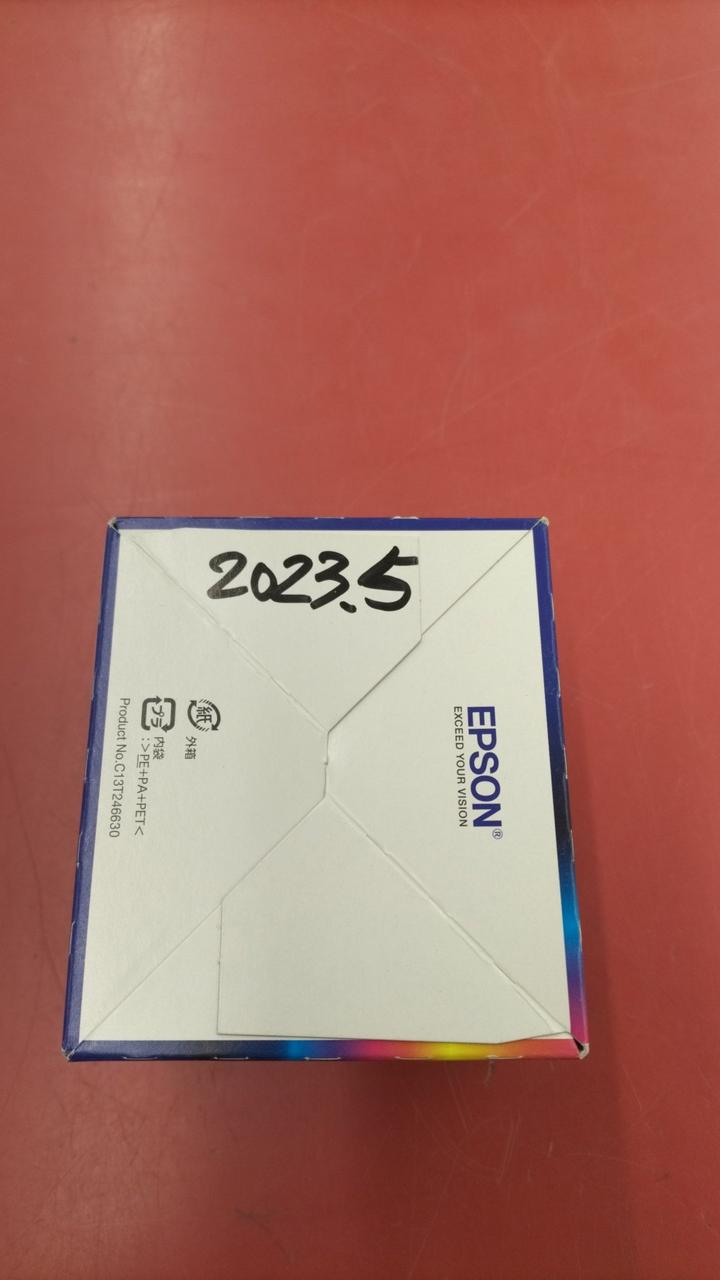 2023.5
EPSON®
EXCEED YOUR VISION
紙
外箱
プラ
内袋
:>PE+PA+PET<
Product No.C13T246630